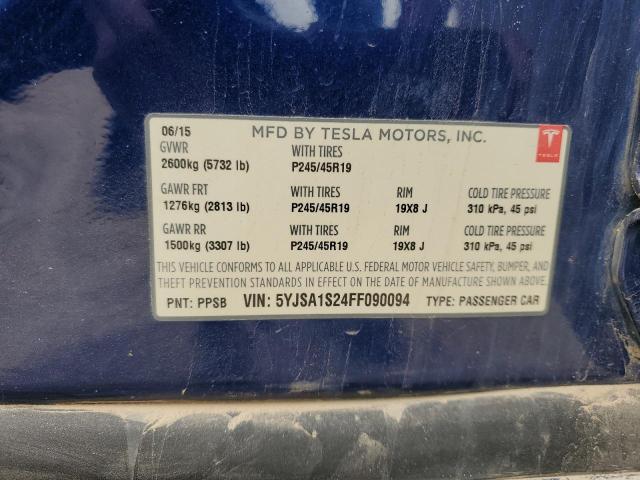 06/15 MFD BY TESLA MOTORS, INC.
GVWR WITH TIRES
2600kg (5732 lb) P245/45R19
TESLA
GAWR FRT WITH TIRES RIM COLD TIRE PRESSURE
1276kg (2813 lb) P245/45R19 19X8 J 310 kPa, 45 psi
GAWR RR WITH TIRES RIM COLD TIRE PRESSURE
1500kg (3307 lb) P245/45R19 19X8 J 310 kPa, 45 psi
THIS VEHICLE CONFORMS TO ALL APPLICABLE U.S. FEDERAL MOTOR VEHICLE SAFETY, BUMPER, AND
THEFT PREVENTION STANDARDS IN EFFECT ON THE DATE OF MANUFACTURE SHOWN ABOVE.
PNT: PPSB VIN: 5YJSA1S24FF090094 TYPE: PASSENGER CAR